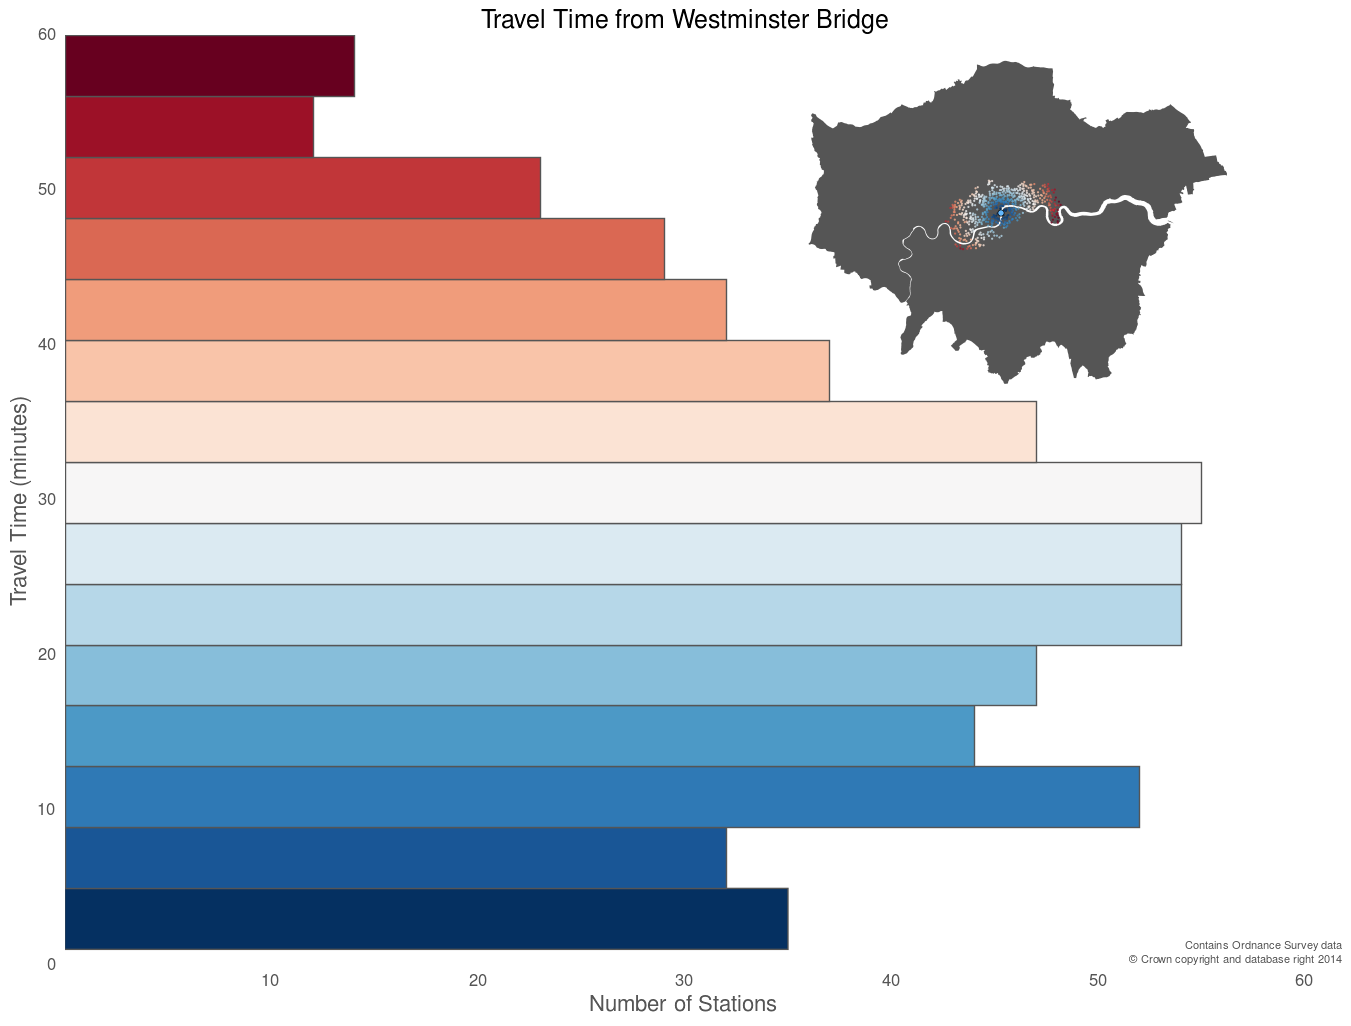 Travel Time from Westminster Bridge
60
50
40
30
20
10
0
Travel Time (minutes)
10 20 30 40 50 60
Number of Stations
Contains Ordnance Survey data
© Crown copyright and database right 2014